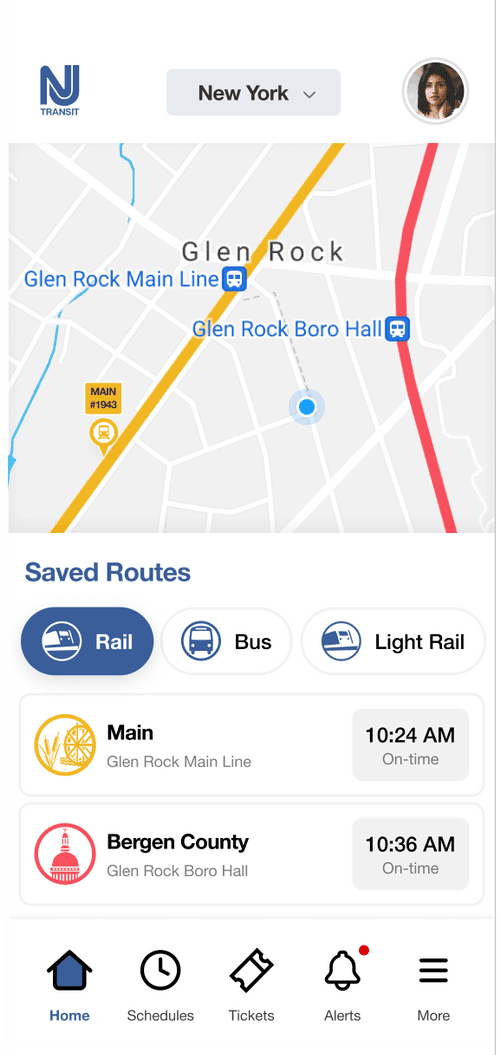 NJ
TRANSIT
New York
Glen Rock
Glen Rock Main Line
Glen Rock Boro Hall
MAIN
#1943
Saved Routes
Rail
Bus
Light Rail
Main
Glen Rock Main Line
10:24 AM
On-time
Bergen County
Glen Rock Boro Hall
10:36 AM
On-time
Home
Schedules
Tickets
Alerts
More